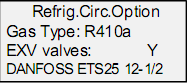 Refrig.Circ.Option
Gas Type: R410a
EXV valves: Y
DANFOSS ETS25 12-1/2